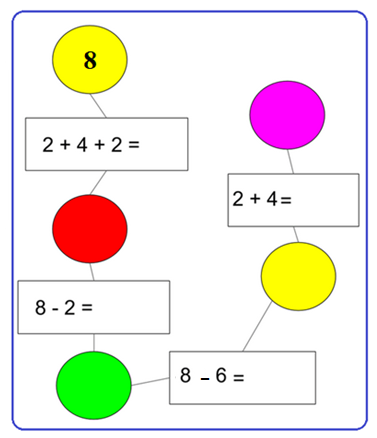 8
2 + 4 + 2 =
8 - 2 =
8 – 6 =
2 + 4=